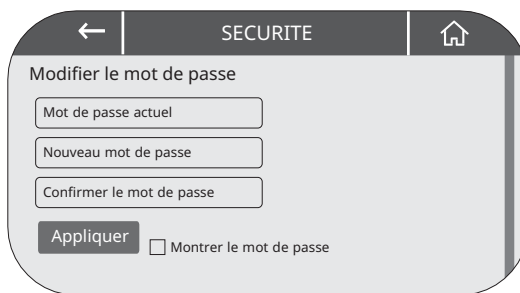 SECURITE
Modifier le mot de passe
Mot de passe actuel
Nouveau mot de passe
Confirmer le mot de passe
Appliquer
Montrer le mot de passe